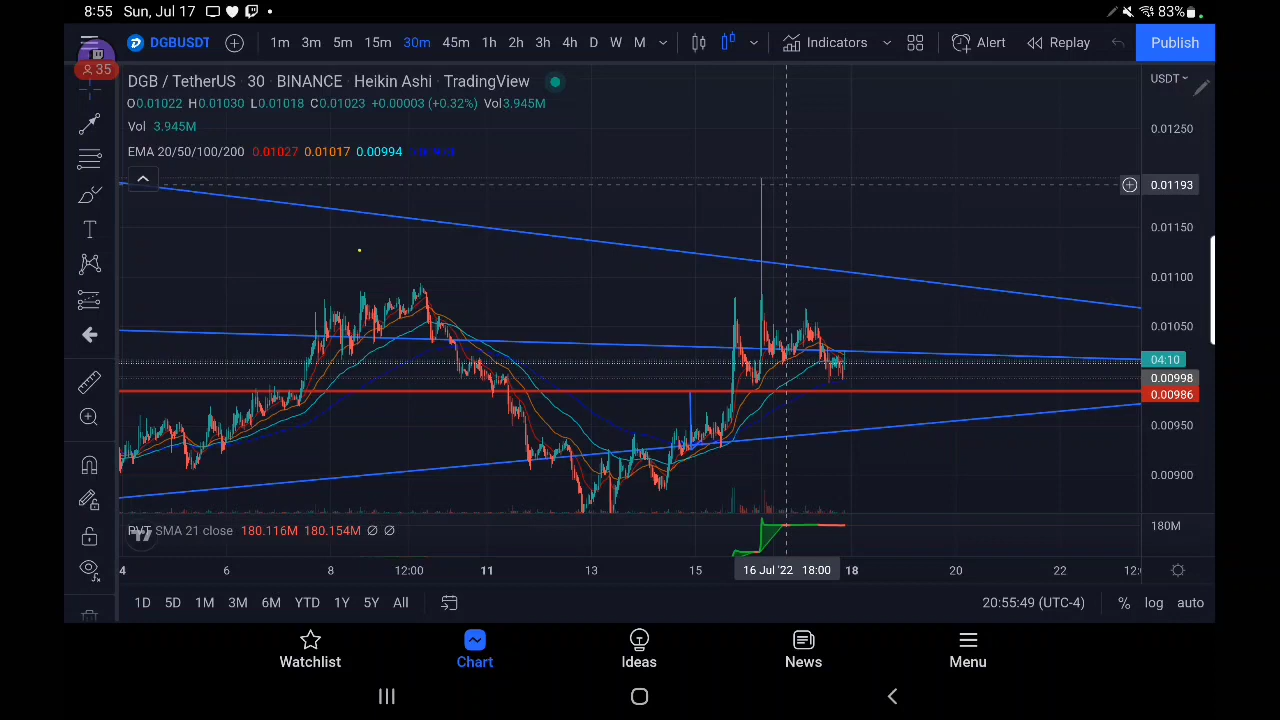 8:55 Sun, Jul 17 83%
DGBUSDT 1m 3m 5m 15m 30m 45m 1h 2h 3h 4h D W M Indicators Alert Replay Publish
35
DGB / TetherUS · 30 · BINANCE · Heikin Ashi · TradingView
USDT
O0.01022 H0.01030 L0.01018 C0.01023 +0.00003 (+0.32%) Vol3.945M
Vol 3.945M
0.01250
EMA 20/50/100/200 0.01027 0.01017 0.00994
0.01193
0.01150
0.01100
0.01050
04:10
0.00998
0.00986
0.00950
0.00900
PVT SMA 21 close 180.116M 180.154M ∅ ∅
180M
4 6 8 12:00 11 13 15 16 Jul '22 18:00 18 20 22 12:
1D 5D 1M 3M 6M YTD 1Y 5Y All 20:55:49 (UTC-4) % log auto
Watchlist Chart Ideas News Menu